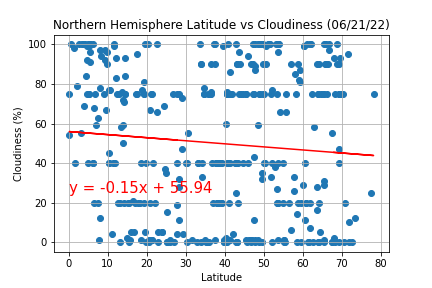 Northern Hemisphere Latitude vs Cloudiness (06/21/22)
100
80
60
40
20
0
Cloudiness (%)
y = -0.15x + 55.94
0 10 20 30 40 50 60 70 80
Latitude